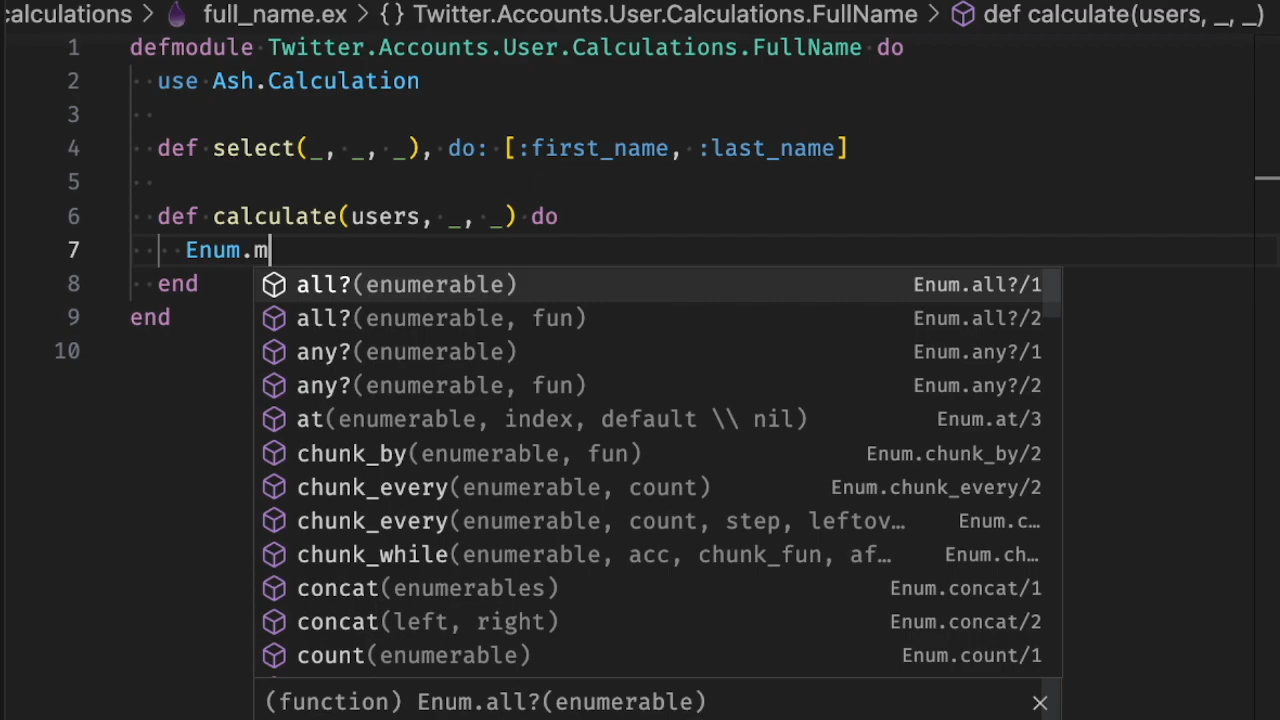 calculations > full_name.ex > {} Twitter.Accounts.User.Calculations.FullName > def calculate(users, _, _)
1 defmodule Twitter.Accounts.User.Calculations.FullName do
2 use Ash.Calculation
3
4 def select(_, _, _), do: [:first_name, :last_name]
5
6 def calculate(users, _, _) do
7 Enum.m
8 end
9 end
10
all?(enumerable) Enum.all?/1
all?(enumerable, fun) Enum.all?/2
any?(enumerable) Enum.any?/1
any?(enumerable, fun) Enum.any?/2
at(enumerable, index, default \\ nil) Enum.at/3
chunk_by(enumerable, fun) Enum.chunk_by/2
chunk_every(enumerable, count) Enum.chunk_every/2
chunk_every(enumerable, count, step, leftov… Enum.c…
chunk_while(enumerable, acc, chunk_fun, af… Enum.ch…
concat(enumerables) Enum.concat/1
concat(left, right) Enum.concat/2
count(enumerable) Enum.count/1
(function) Enum.all?(enumerable) ×